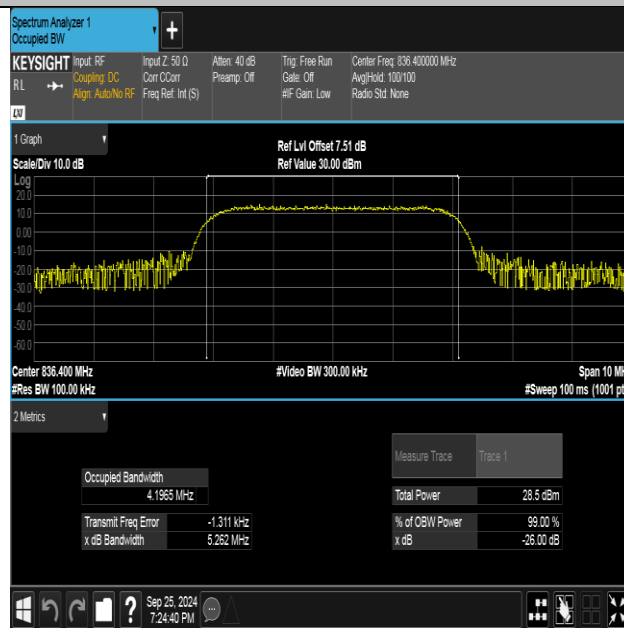 Spectrum Analyzer 1
Occupied BW
KEYSIGHT
RL
LXI
Input: RF
Coupling: DC
Align: Auto/No RF
Input Z: 50 Ω
Corr CCorr
Freq Ref: Int (S)
Atten: 40 dB
Preamp: Off
Trig: Free Run
Gate: Off
#IF Gain: Low
Center Freq: 836.400000 MHz
Avg|Hold: 100/100
Radio Std: None
1 Graph
Scale/Div 10.0 dB
Ref Lvl Offset 7.51 dB
Ref Value 30.00 dBm
Log
20.0
10.0
0.00
-10.0
-20.0
-30.0
-40.0
-50.0
-60.0
Center 836.400 MHz
#Res BW 100.00 kHz
#Video BW 300.00 kHz
Span 10 MH
#Sweep 100 ms (1001 pt
2 Metrics
Measure Trace Trace 1
Occupied Bandwidth
4.1965 MHz
Total Power 28.5 dBm
Transmit Freq Error -1.311 kHz
x dB Bandwidth 5.262 MHz
% of OBW Power 99.00 %
x dB -26.00 dB
?
Sep 25, 2024
7:24:40 PM